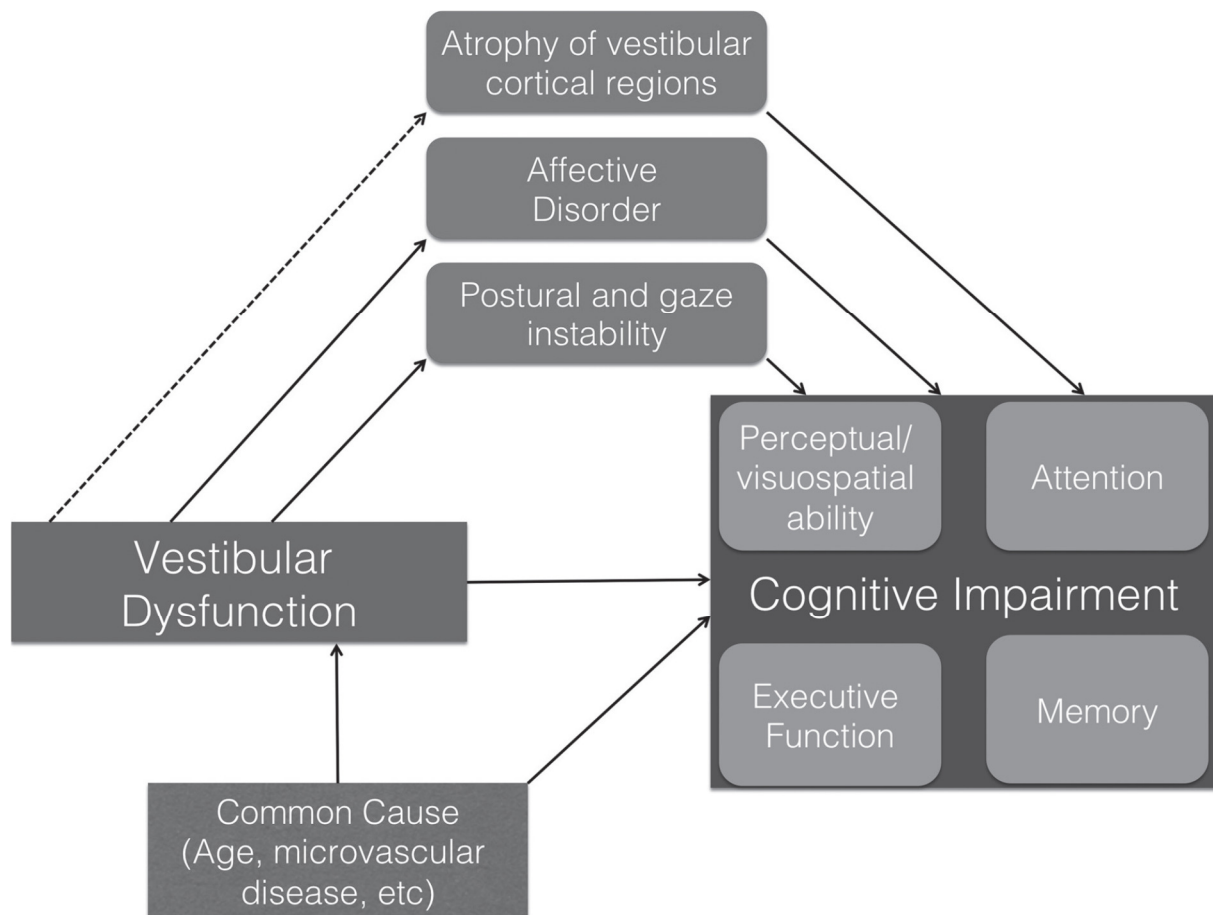 Atrophy of vestibular
cortical regions
Affective
Disorder
Postural and gaze
instability
Perceptual/
visuospatial
ability
Attention
Vestibular
Dysfunction
Cognitive Impairment
Executive
Function
Memory
Common Cause
(Age, microvascular
disease, etc)